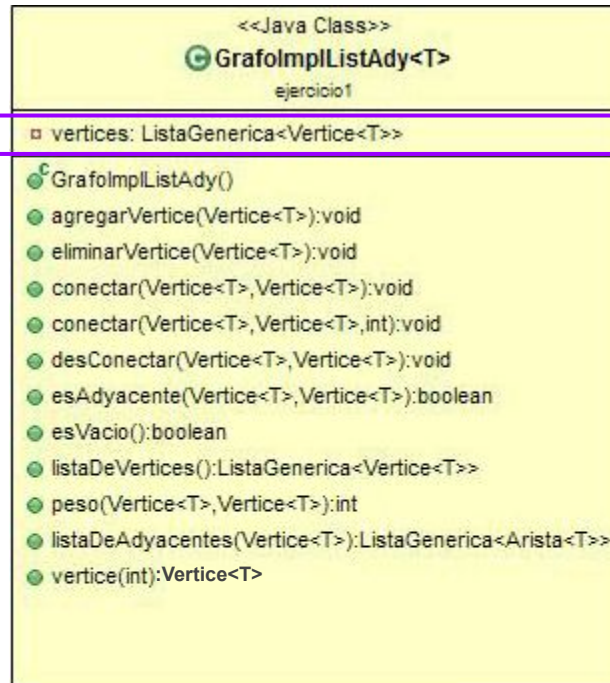 <<Java Class>>
GrafoImplListAdy<T>
ejercicio1
vertices: ListaGenerica<Vertice<T>>
GrafoImplListAdy()
agregarVertice(Vertice<T>):void
eliminarVertice(Vertice<T>):void
conectar(Vertice<T>,Vertice<T>):void
conectar(Vertice<T>,Vertice<T>,int):void
desConectar(Vertice<T>,Vertice<T>):void
esAdyacente(Vertice<T>,Vertice<T>):boolean
esVacio():boolean
listaDeVertices():ListaGenerica<Vertice<T>>
peso(Vertice<T>,Vertice<T>):int
listaDeAdyacentes(Vertice<T>):ListaGenerica<Arista<T>>
vertice(int):Vertice<T>